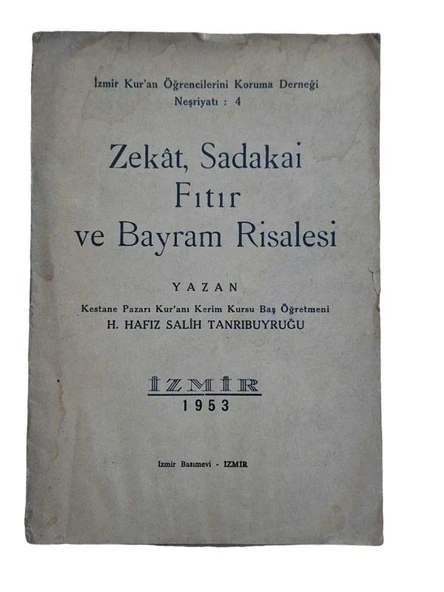 İzmir Kur'an Öğrencilerini Koruma Derneği
Neşriyatı : 4
Zekât, Sadakai
Fıtır
ve Bayram Risalesi
YAZAN
Kestane Pazarı Kur'anı Kerim Kursu Baş Öğretmeni
H. HAFIZ SALİH TANRIBUYRUĞU
İZMİR
1953
İzmir Basımevi - İZMİR